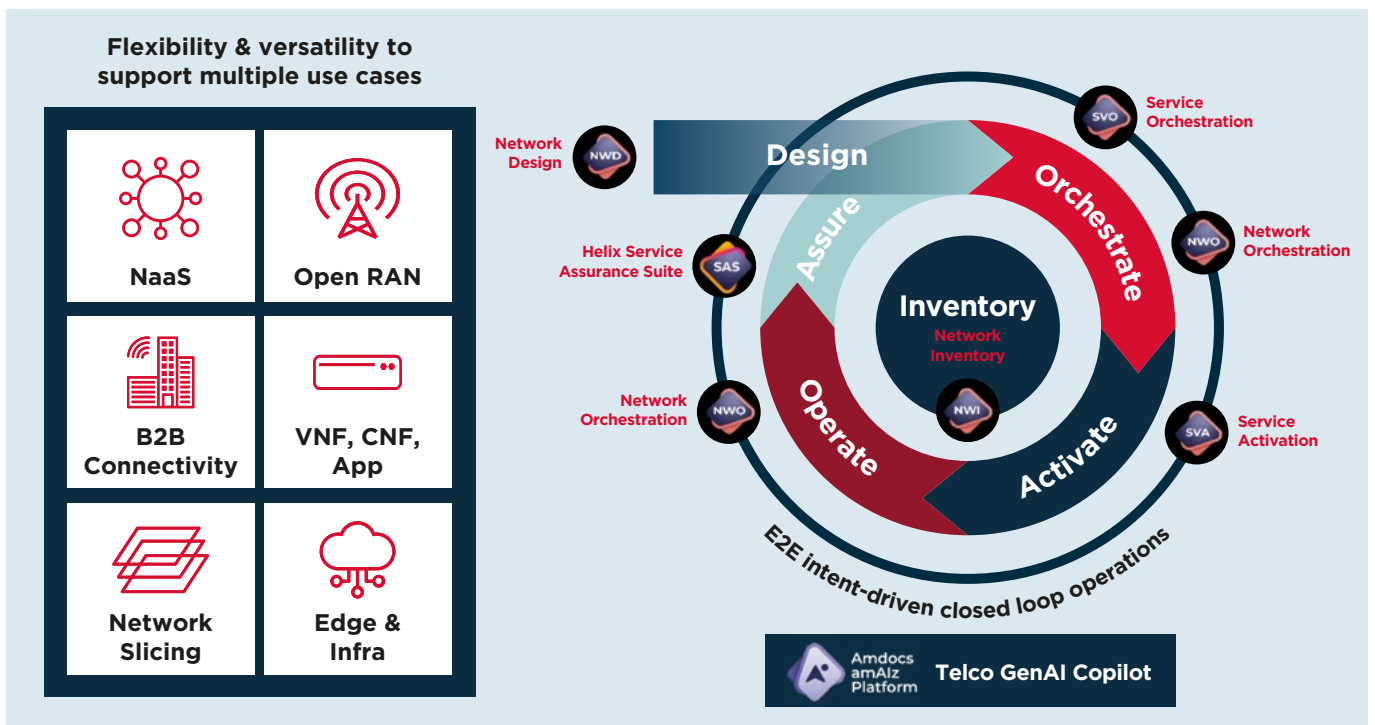 Flexibility & versatility to
support multiple use cases
NaaS
Open RAN
B2B
Connectivity
VNF, CNF,
App
Network
Slicing
Edge &
Infra
Network
Design
NWD
Design
Orchestrate
Activate
Operate
Assure
SVO
Service
Orchestration
NWO
Network
Orchestration
SVA
Service
Activation
NWO
Network
Orchestration
SAS
Helix Service
Assurance Suite
Inventory
Network
Inventory
NWI
E2E intent-driven closed loop operations
Amdocs
amAIz
Platform
Telco GenAI Copilot